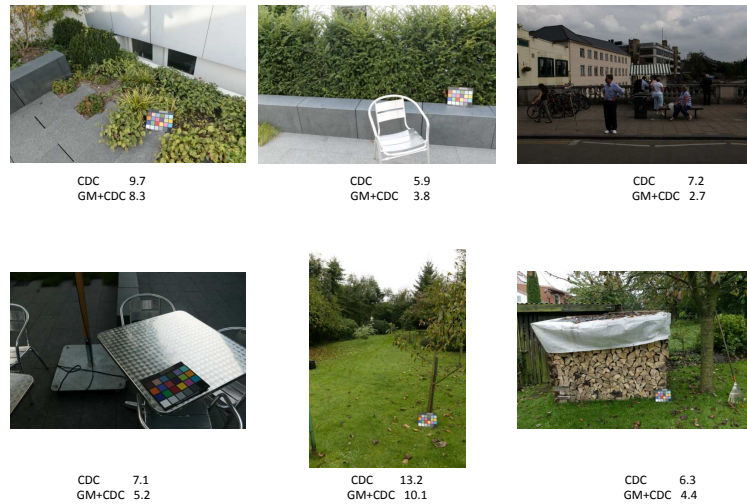 CDC 9.7
GM+CDC 8.3
CDC 5.9
GM+CDC 3.8
CDC 7.2
GM+CDC 2.7
CDC 7.1
GM+CDC 5.2
CDC 13.2
GM+CDC 10.1
CDC 6.3
GM+CDC 4.4